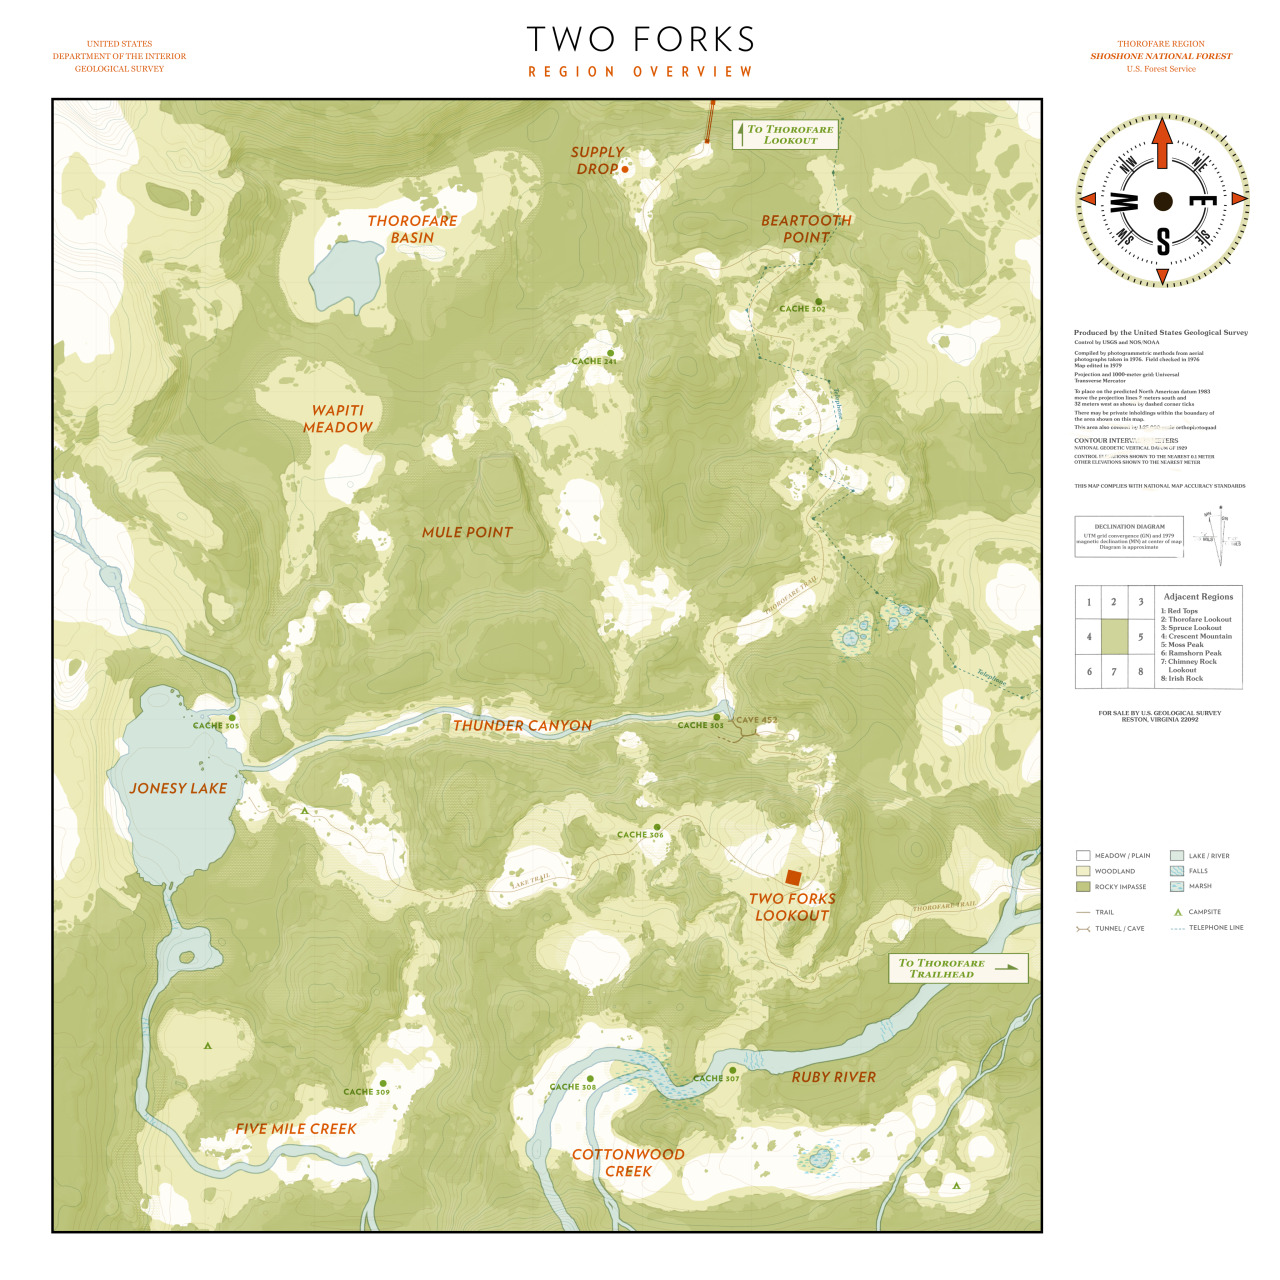 TWO FORKS
REGION OVERVIEW
UNITED STATES
DEPARTMENT OF THE INTERIOR
GEOLOGICAL SURVEY
THOROFARE REGION
SHOSHONE NATIONAL FOREST
U.S. Forest Service
To Thorofare
Lookout
SUPPLY
DROP
THOROFARE
BASIN
BEARTOOTH
POINT
CACHE 302
CACHE 241
WAPITI
MEADOW
Telephone
MULE POINT
THOROFARE TRAIL
Telephone
CACHE 305
THUNDER CANYON
CACHE 303
CAVE 452
JONESY LAKE
CACHE 306
LAKE TRAIL
TWO FORKS
LOOKOUT
THOROFARE TRAIL
To Thorofare
Trailhead
CACHE 309
CACHE 308
CACHE 307
RUBY RIVER
FIVE MILE CREEK
COTTONWOOD
CREEK
NW
NE
W
E
SW
SE
S
Produced by the United States Geological Survey
Control by USGS and NOS/NOAA
Compiled by photogrammetric methods from aerial
photographs taken in 1976. Field checked in 1976
Map edited in 1979
Projection and 1000-meter grid: Universal
Transverse Mercator
To place on the predicted North American datum 1983
move the projection lines 7 meters south and
32 meters west as shown by dashed corner ticks
There may be private inholdings within the boundary of
the area shown on this map.
This area also covered by orthophotoquad
CONTOUR METERS
NATIONAL GEODETIC VERTICAL DATUM OF 1929
CONTROL SHOWN TO THE NEAREST 0.1 METER
OTHER ELEVATIONS SHOWN TO THE NEAREST METER
THIS MAP COMPLIES WITH NATIONAL MAP ACCURACY STANDARDS
DECLINATION DIAGRAM
UTM grid convergence (GN) and 1979
magnetic declination (MN) at center of map
Diagram is approximate
MN
GN
1 2 3
4 5
6 7 8
Adjacent Regions
1: Red Tops
2: Thorofare Lookout
3: Spruce Lookout
4: Crescent Mountain
5: Moss Peak
6: Ramshorn Peak
7: Chimney Rock
Lookout
8: Irish Rock
FOR SALE BY U.S. GEOLOGICAL SURVEY
RESTON, VIRGINIA 22092
MEADOW / PLAIN
WOODLAND
ROCKY IMPASSE
LAKE / RIVER
FALLS
MARSH
TRAIL
TUNNEL / CAVE
CAMPSITE
TELEPHONE LINE